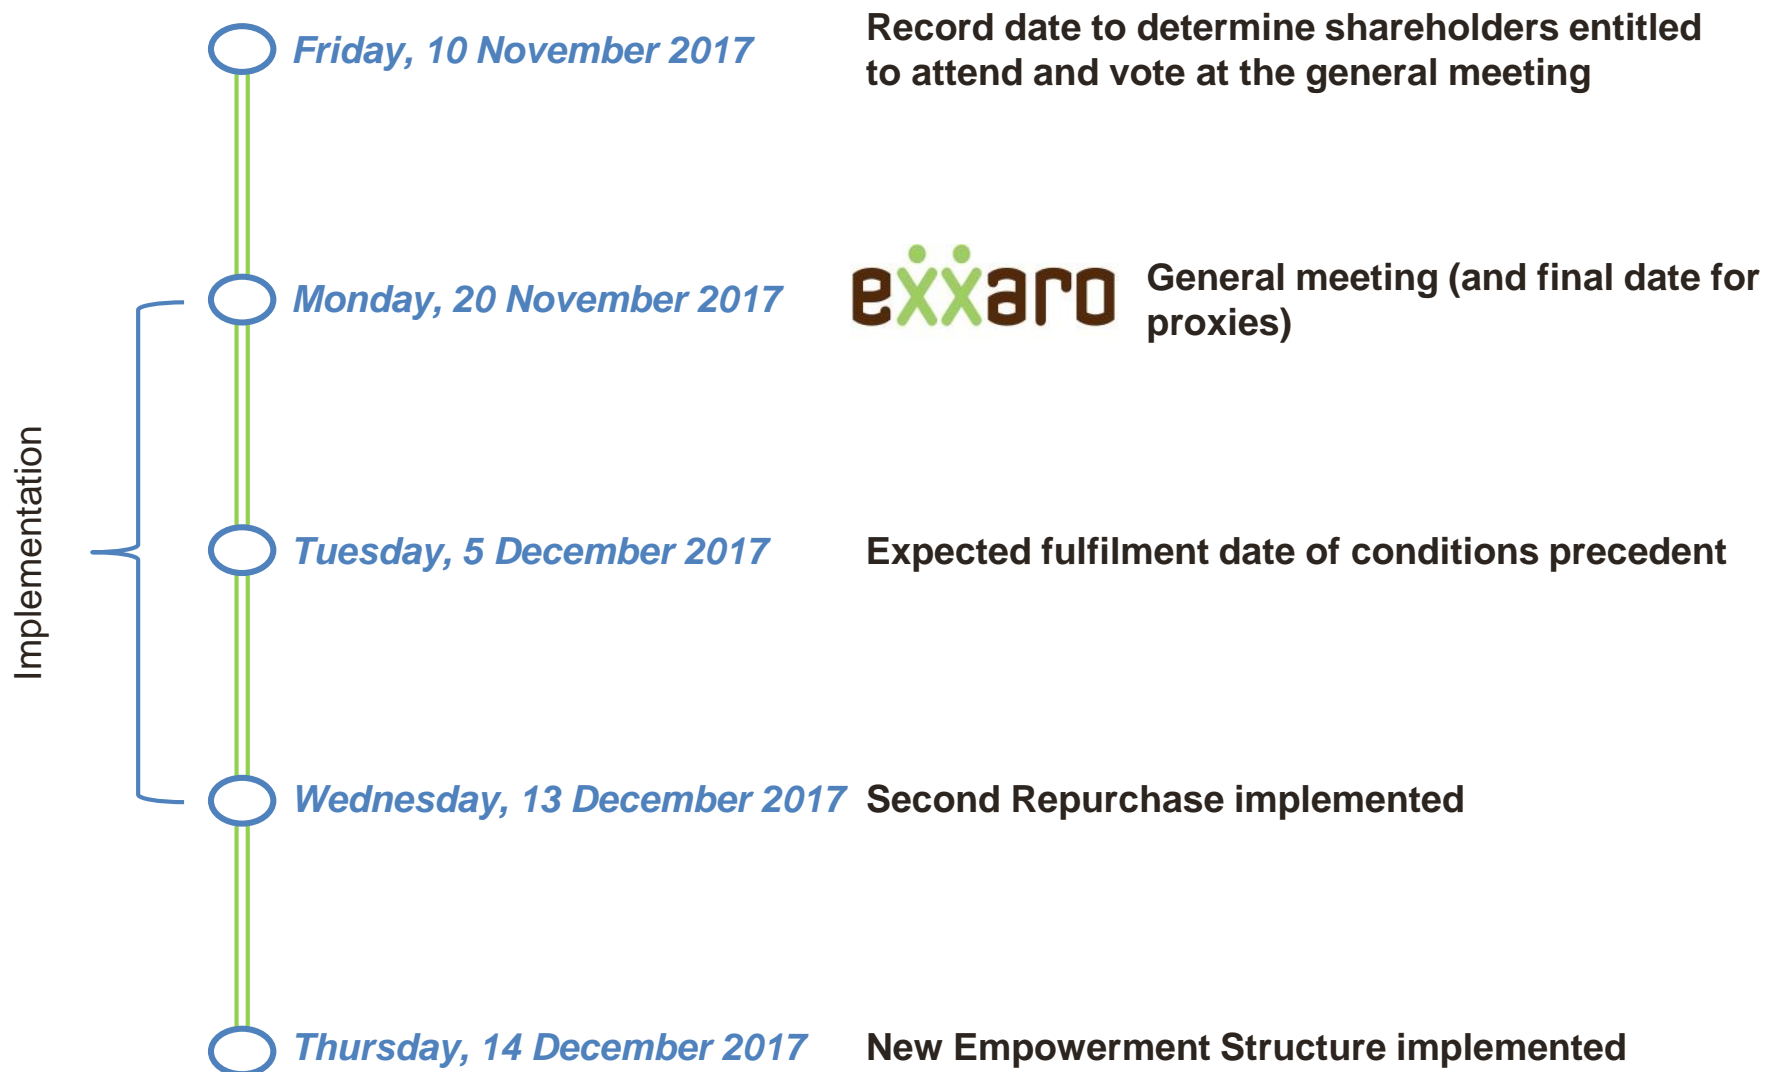 Friday, 10 November 2017
Record date to determine shareholders entitled
to attend and vote at the general meeting
Monday, 20 November 2017
exxaro
General meeting (and final date for
proxies)
Implementation
Tuesday, 5 December 2017
Expected fulfilment date of conditions precedent
Wednesday, 13 December 2017
Second Repurchase implemented
Thursday, 14 December 2017
New Empowerment Structure implemented